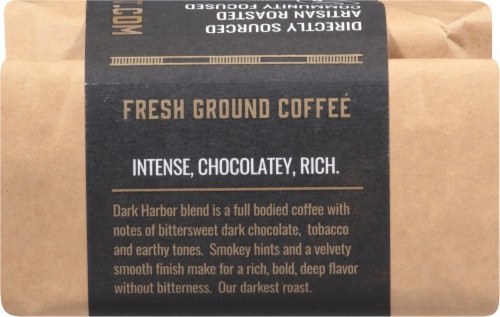 T.COM
DIRECTLY SOURCED
ARTISAN ROASTED
COMMUNITY FOCUSED
FRESH GROUND COFFEE
INTENSE, CHOCOLATEY, RICH.
Dark Harbor blend is a full bodied coffee with
notes of bittersweet dark chocolate, tobacco
and earthy tones. Smokey hints and a velvety
smooth finish make for a rich, bold, deep flavor
without bitterness. Our darkest roast.